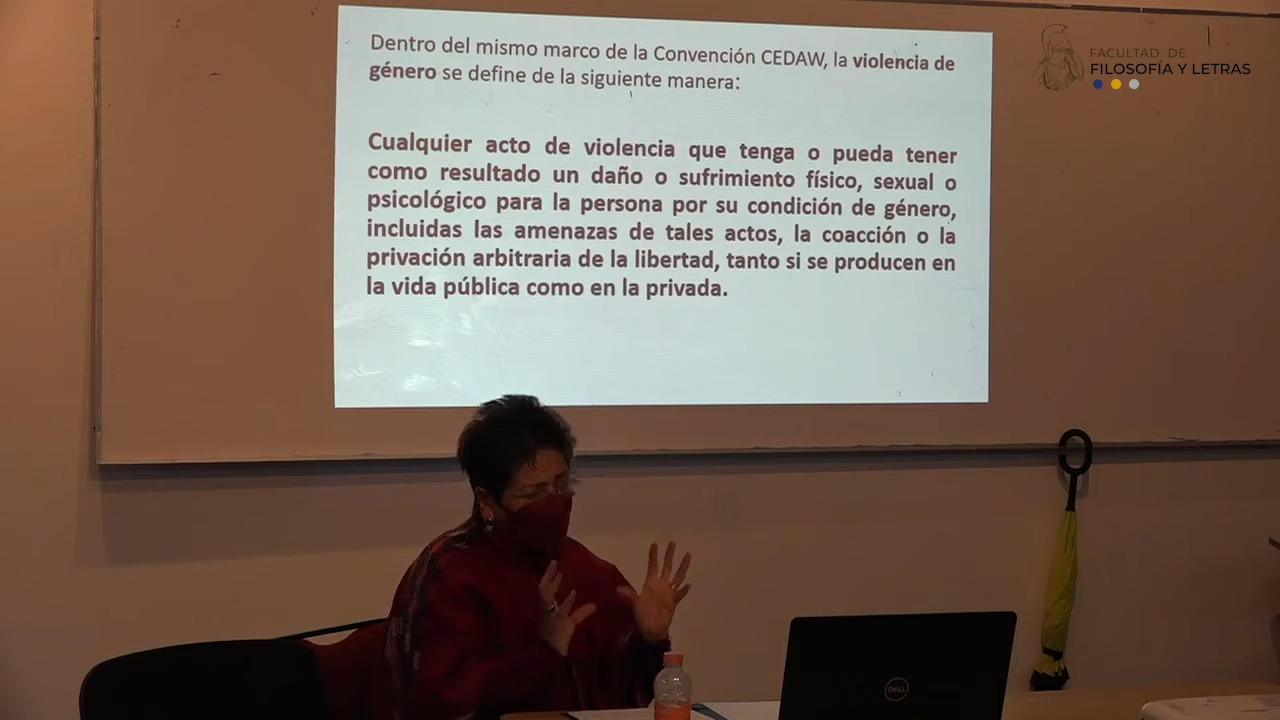 Dentro del mismo marco de la Convención CEDAW, la violencia de
género se define de la siguiente manera:
Cualquier acto de violencia que tenga o pueda tener
como resultado un daño o sufrimiento físico, sexual o
psicológico para la persona por su condición de género,
incluidas las amenazas de tales actos, la coacción o la
privación arbitraria de la libertad, tanto si se producen en
la vida pública como en la privada.
FACULTAD DE
FILOSOFÍA Y LETRAS
DELL